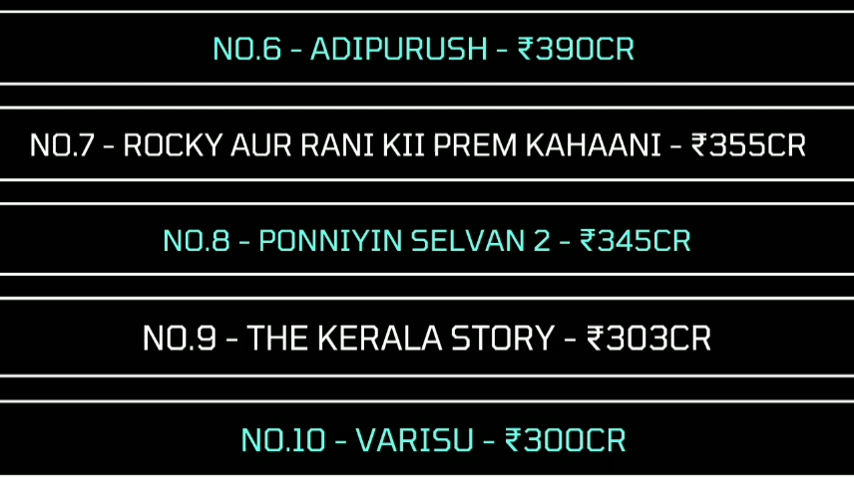 NO.6 - ADIPURUSH - ₹390CR
NO.7 - ROCKY AUR RANI KII PREM KAHAANI - ₹355CR
NO.8 - PONNIYIN SELVAN 2 - ₹345CR
NO.9 - THE KERALA STORY - ₹303CR
NO.10 - VARISU - ₹300CR